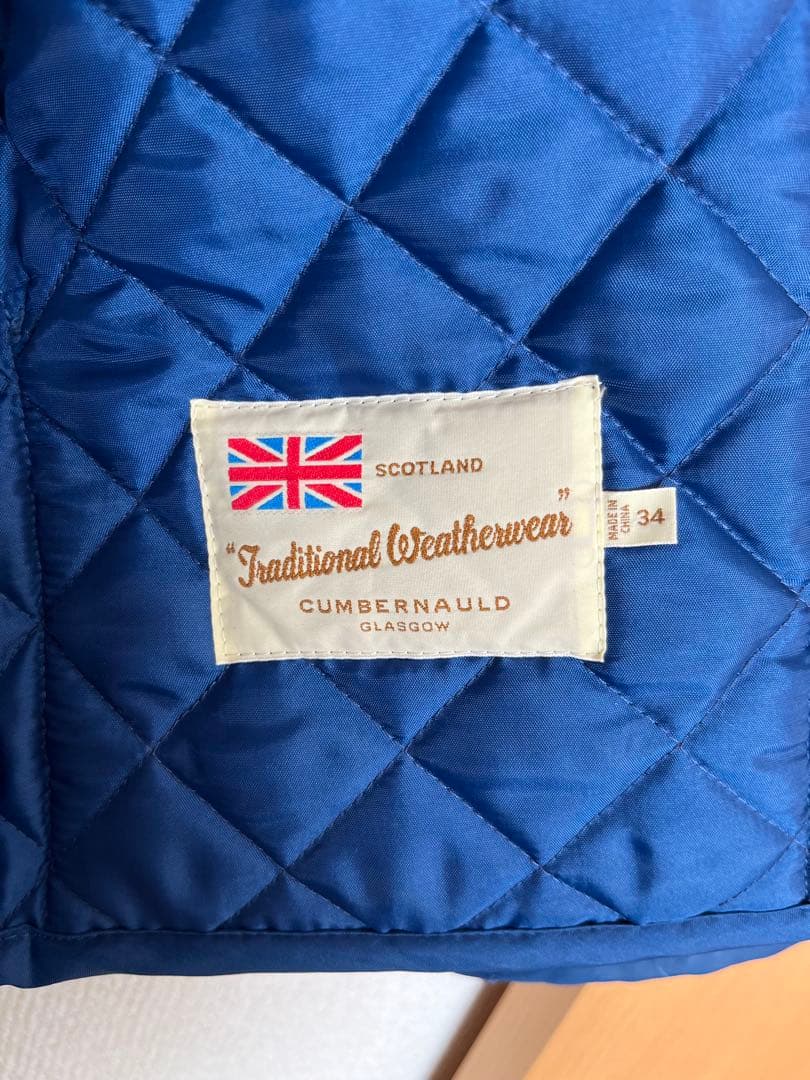 SCOTLAND
"Traditional Weatherwear"
CUMBERNAULD
GLASGOW
MADE IN
CHINA
34